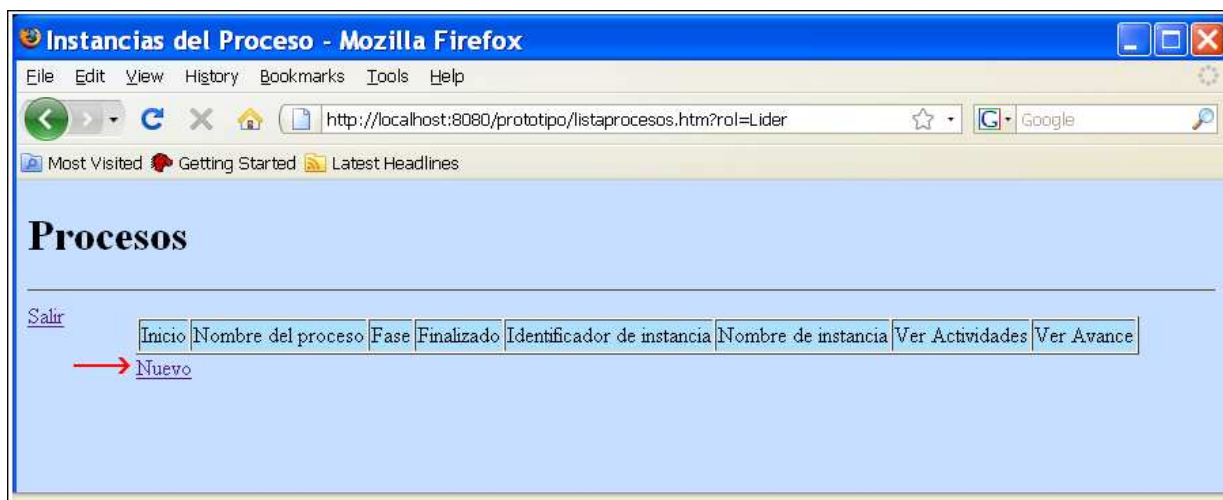 Instancias del Proceso - Mozilla Firefox
File Edit View History Bookmarks Tools Help
http://localhost:8080/prototipo/listaprocesos.htm?rol=Lider G Google
Most Visited Getting Started Latest Headlines
Procesos
Salir
Inicio Nombre del proceso Fase Finalizado Identificador de instancia Nombre de instancia Ver Actividades Ver Avance
Nuevo